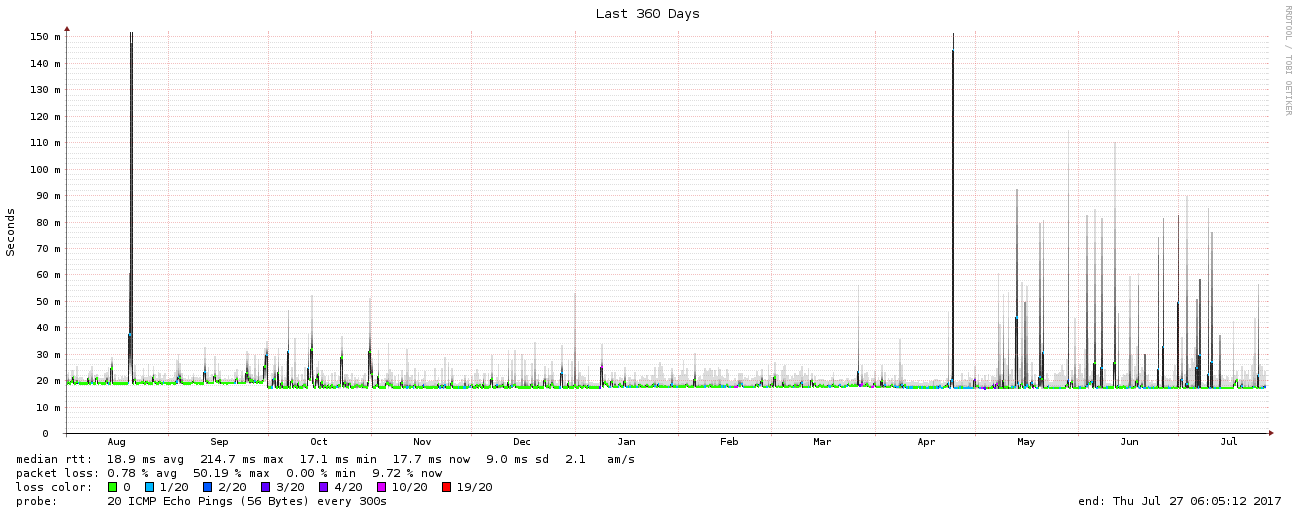 Last 360 Days
RRDTOOL / TOBI OETIKER
Seconds
150 m
140 m
130 m
120 m
110 m
100 m
90 m
80 m
70 m
60 m
50 m
40 m
30 m
20 m
10 m
0
Aug Sep Oct Nov Dec Jan Feb Mar Apr May Jun Jul
median rtt: 18.9 ms avg 214.7 ms max 17.1 ms min 17.7 ms now 9.0 ms sd 2.1 am/s
packet loss: 0.78 % avg 50.19 % max 0.00 % min 9.72 % now
loss color: 0 1/20 2/20 3/20 4/20 10/20 19/20
probe: 20 ICMP Echo Pings (56 Bytes) every 300s end: Thu Jul 27 06:05:12 2017